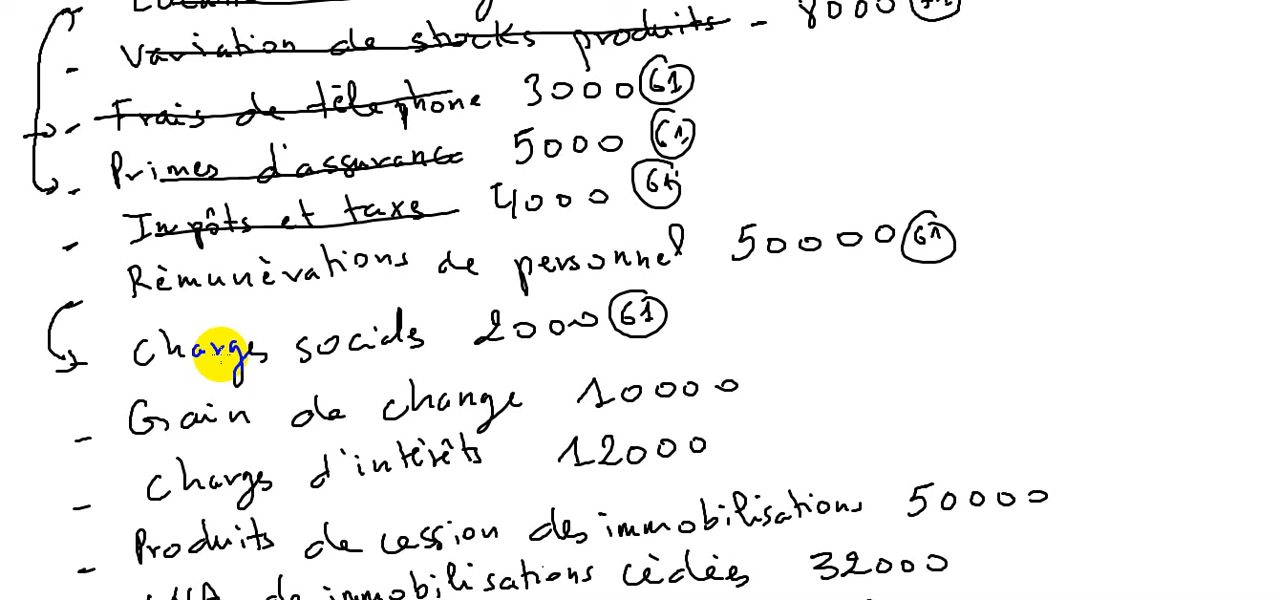 - Variation de stocks produits - 8000
- Frais de télephone 3000 61
- Primes d'assurance 5000 61
- Impôts et taxe 4000 61
Rémunérations de personnel 50000 61
charges socials 2000 61
- Gain de change 10000
- charges d'intérêts 12000
- Produits de cession des immobilisations 50000
de immobilisations cédées 32000